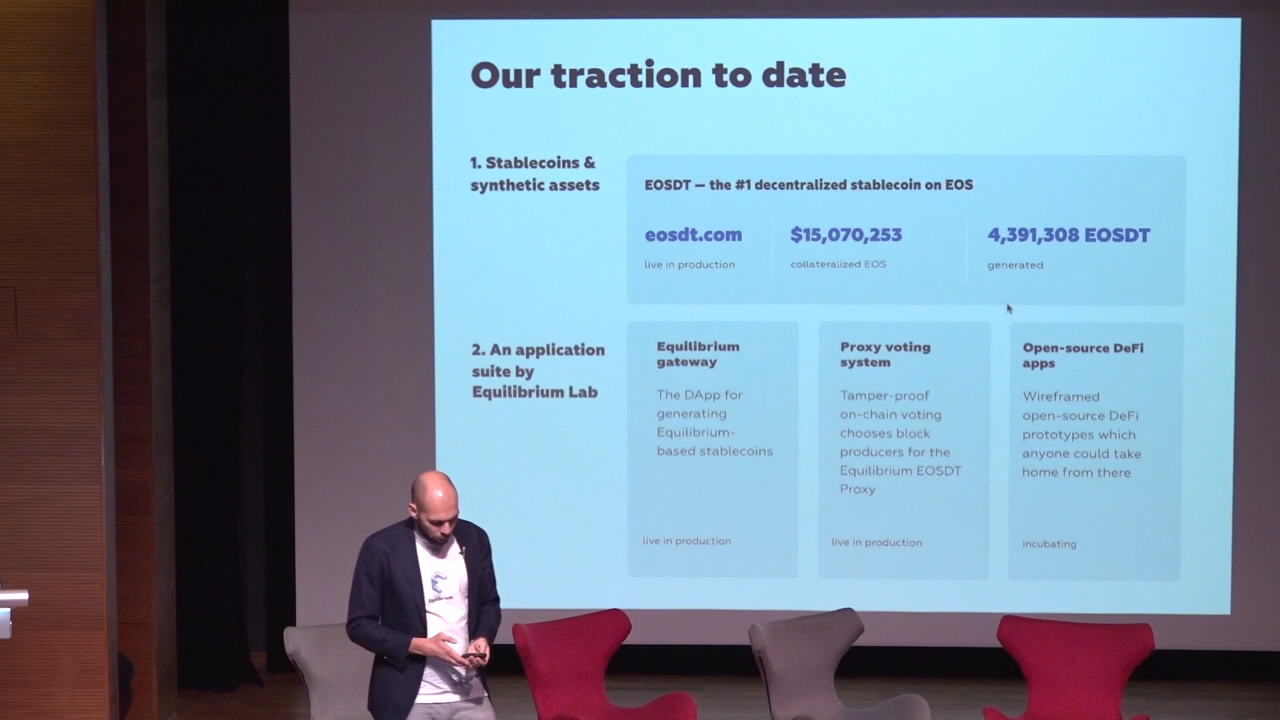 Our traction to date
1. Stablecoins &
synthetic assets
EOSDT — the #1 decentralized stablecoin on EOS
eosdt.com
live in production
$15,070,253
collateralized EOS
4,391,308 EOSDT
generated
2. An application
suite by
Equilibrium Lab
Equilibrium
gateway
The DApp for
generating
Equilibrium-
based stablecoins
live in production
Proxy voting
system
Tamper-proof
on-chain voting
chooses block
producers for the
Equilibrium EOSDT
Proxy
live in production
Open-source DeFi
apps
Wireframed
open-source DeFi
prototypes which
anyone could take
home from there
incubating
Equilibrium